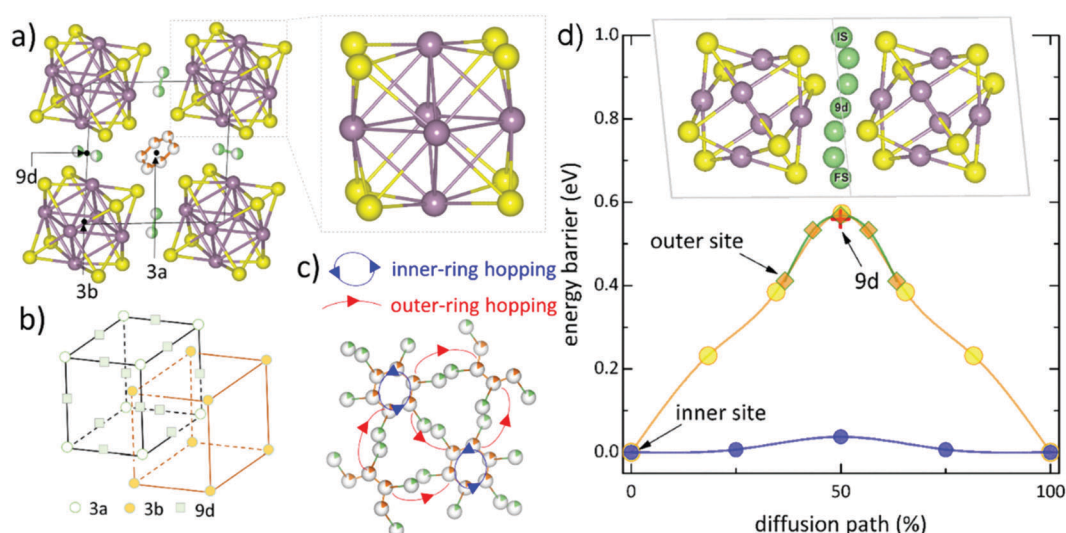 a)
9d
3b
3a
b)
3a 3b 9d
c)
inner-ring hopping
outer-ring hopping
d)
energy barrier (eV)
1.0
0.8
0.6
0.4
0.2
0.0
IS
9d
FS
outer site
9d
inner site
0 50 100
diffusion path (%)